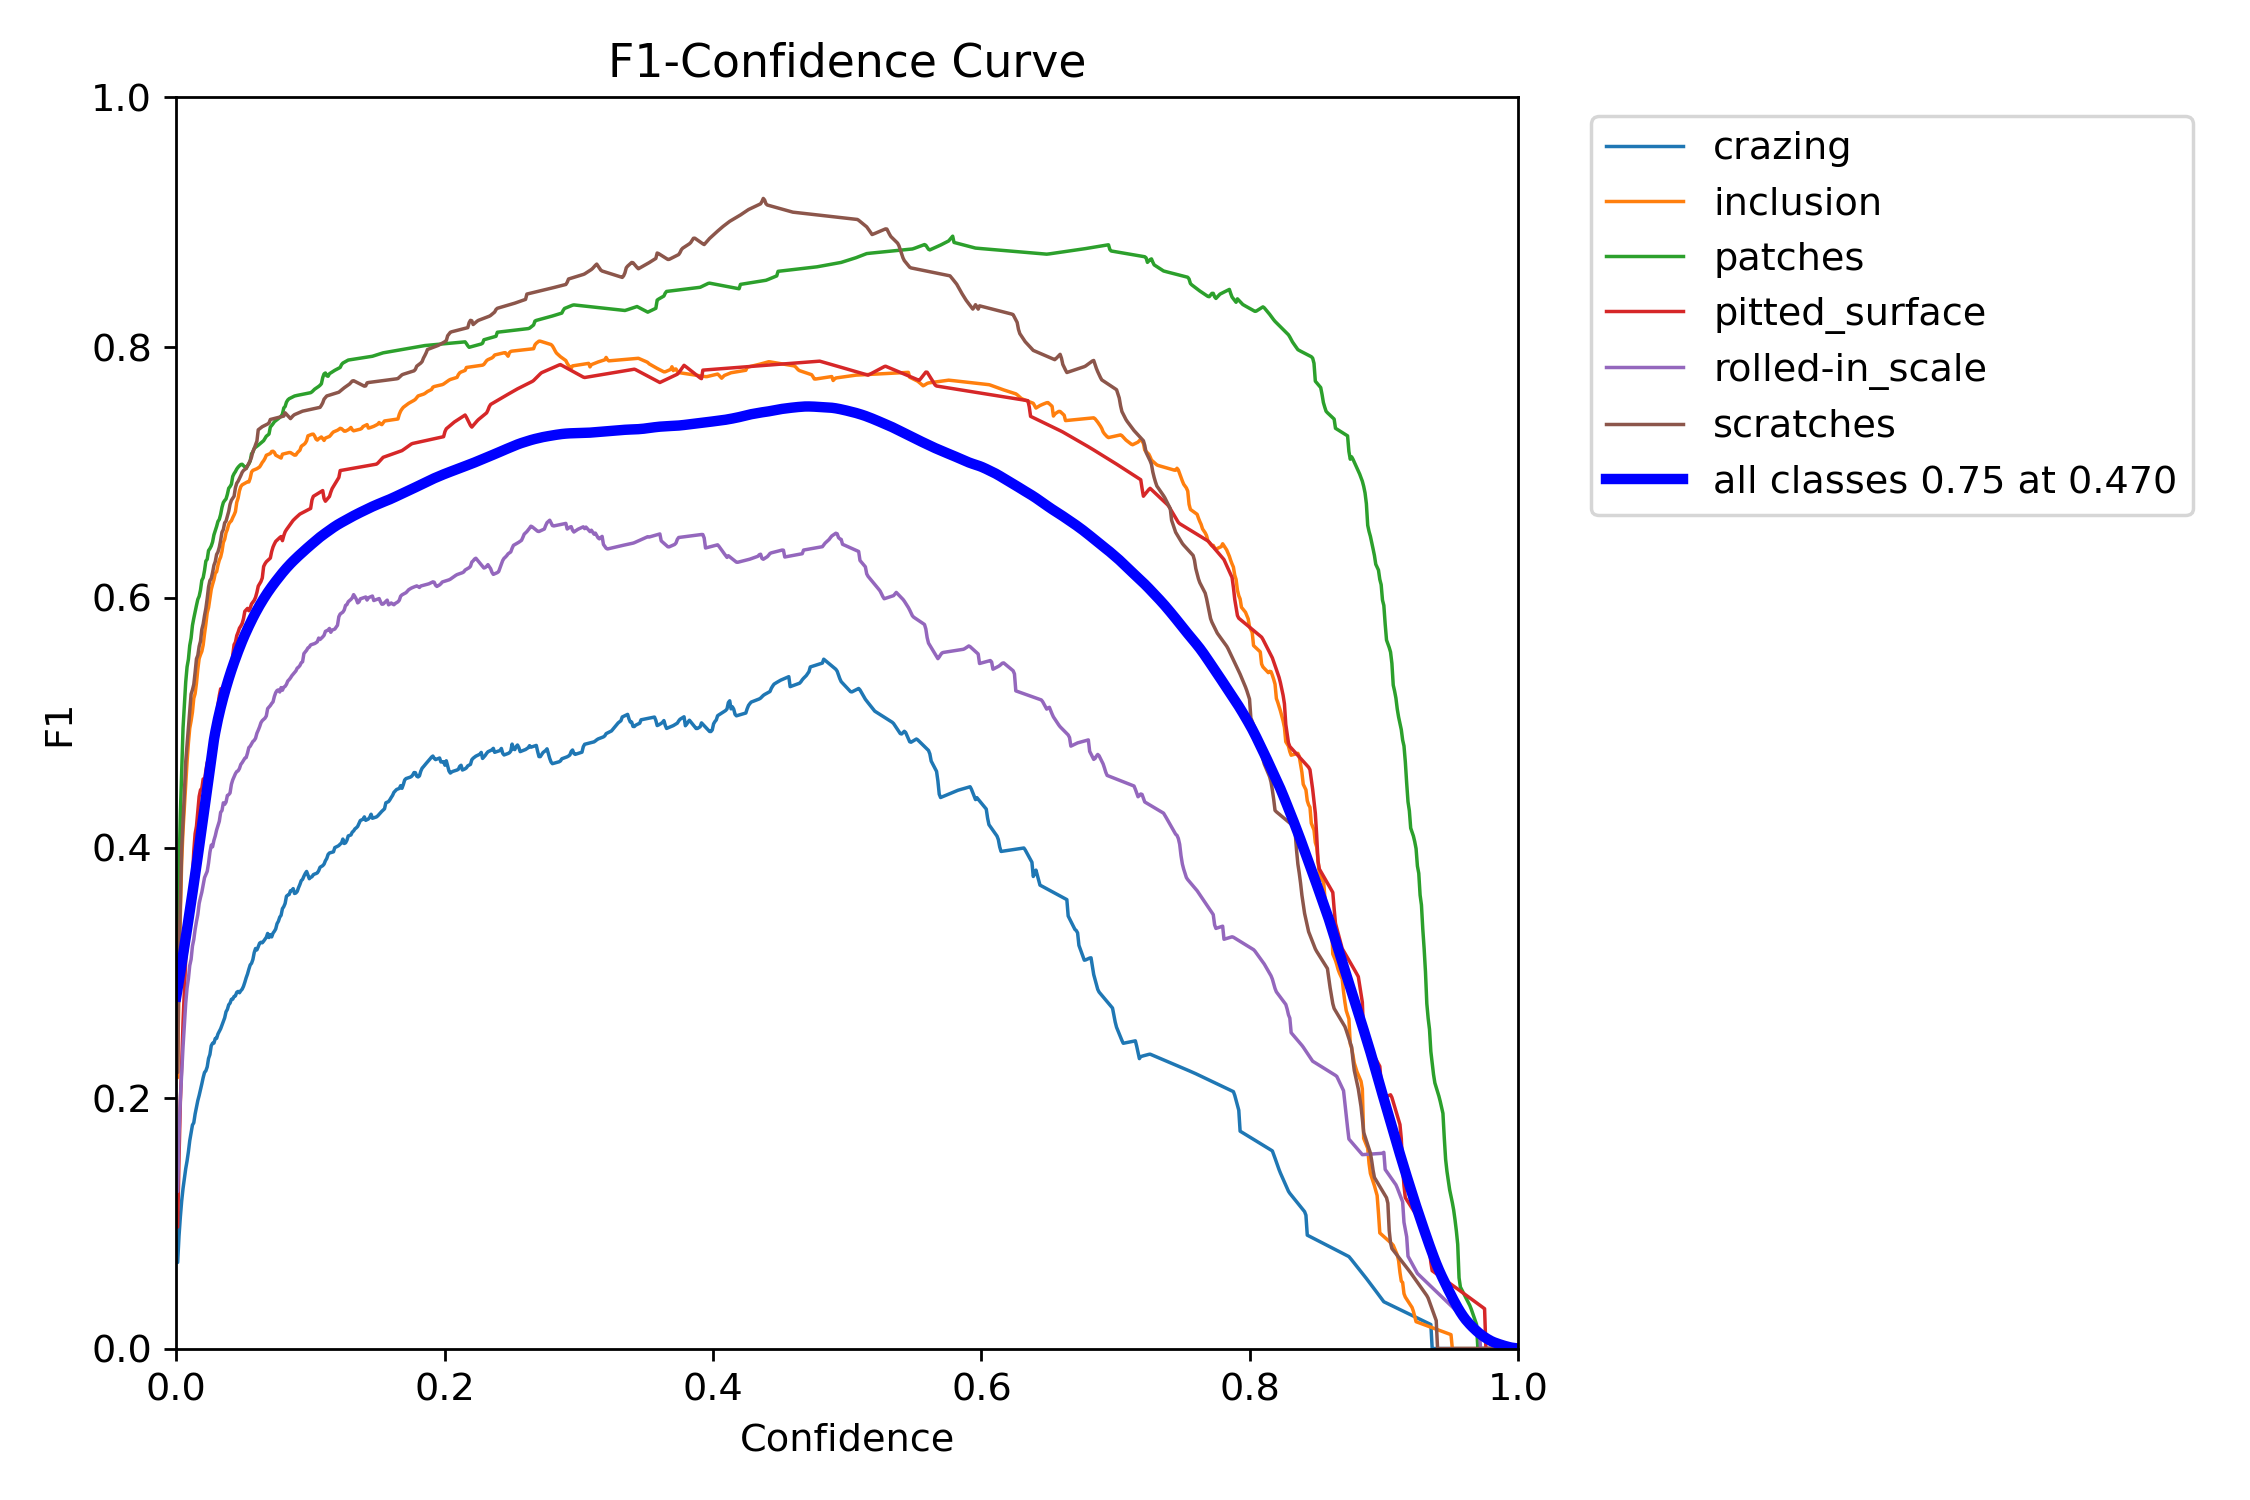 F1-Confidence Curve
1.0
0.8
0.6
0.4
0.2
0.0
F1
0.0 0.2 0.4 0.6 0.8 1.0
Confidence
crazing
inclusion
patches
pitted_surface
rolled-in_scale
scratches
all classes 0.75 at 0.470